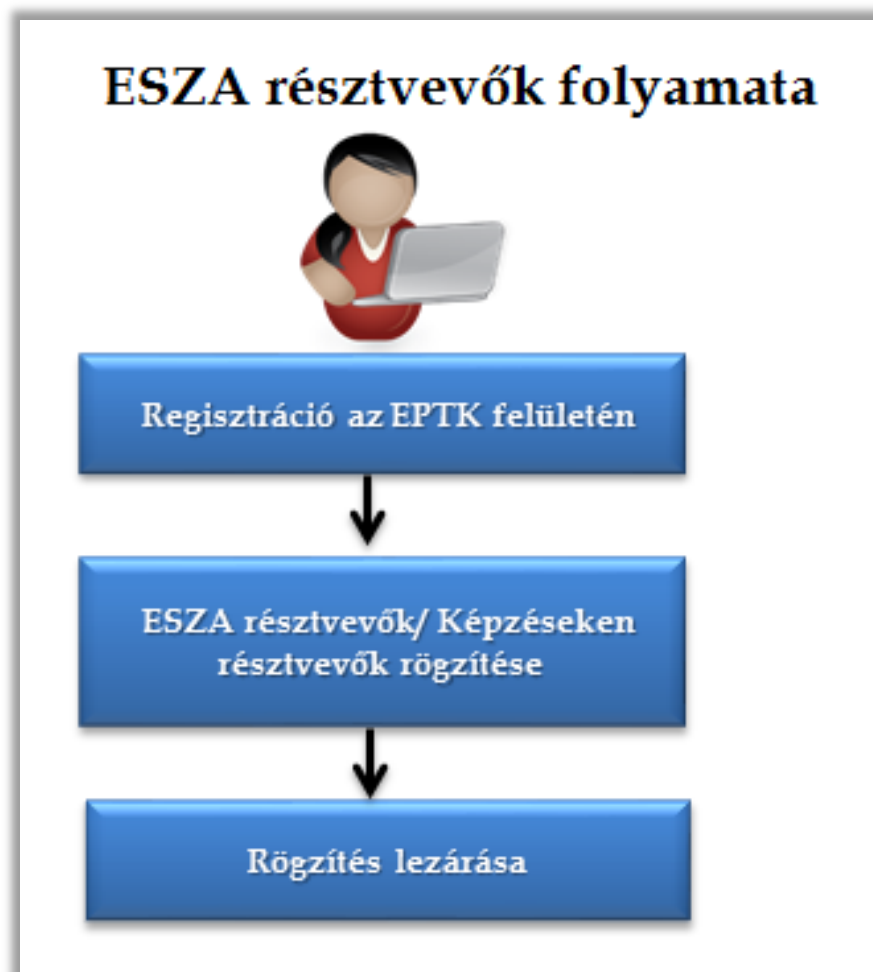 ESZA résztvevők folyamata
Regisztráció az EPTK felületén
ESZA résztvevők/ Képzéseken
résztvevők rögzítése
Rögzítés lezárása